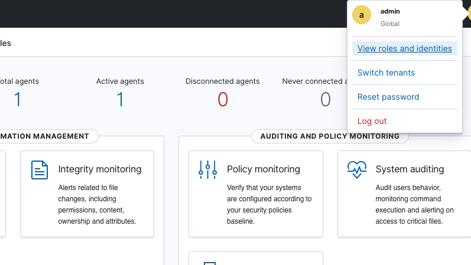 a
admin
Global
View roles and identities
Switch tenants
Reset password
Log out
les
otal agents
1
Active agents
1
Disconnected agents
0
Never connected a
0
MATION MANAGEMENT
AUDITING AND POLICY MONITORING
Integrity monitoring
Alerts related to file
changes, including
permissions, content,
ownership and attributes.
Policy monitoring
Verify that your systems
are configured according to
your security policies
baseline.
System auditing
Audit users behavior,
monitoring command
execution and alerting on
access to critical files.